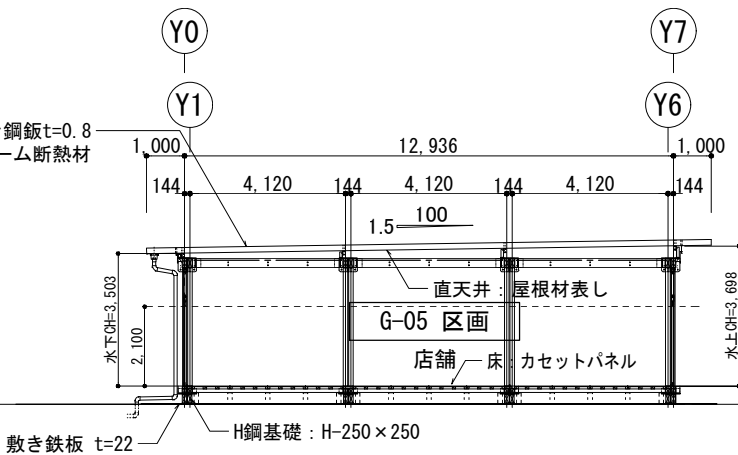 Y0
Y7
Y1
Y6
鋼鈑t=0.8
ーム断熱材
1,000
12,936
1,000
144
4,120
144
4,120
144
4,120
144
1.5
100
直天井：屋根材表し
水下CH=3,503
2,100
水上CH=3,698
G-05 区画
店舗
床：カセットパネル
敷き鉄板 t=22
H鋼基礎：H-250×250